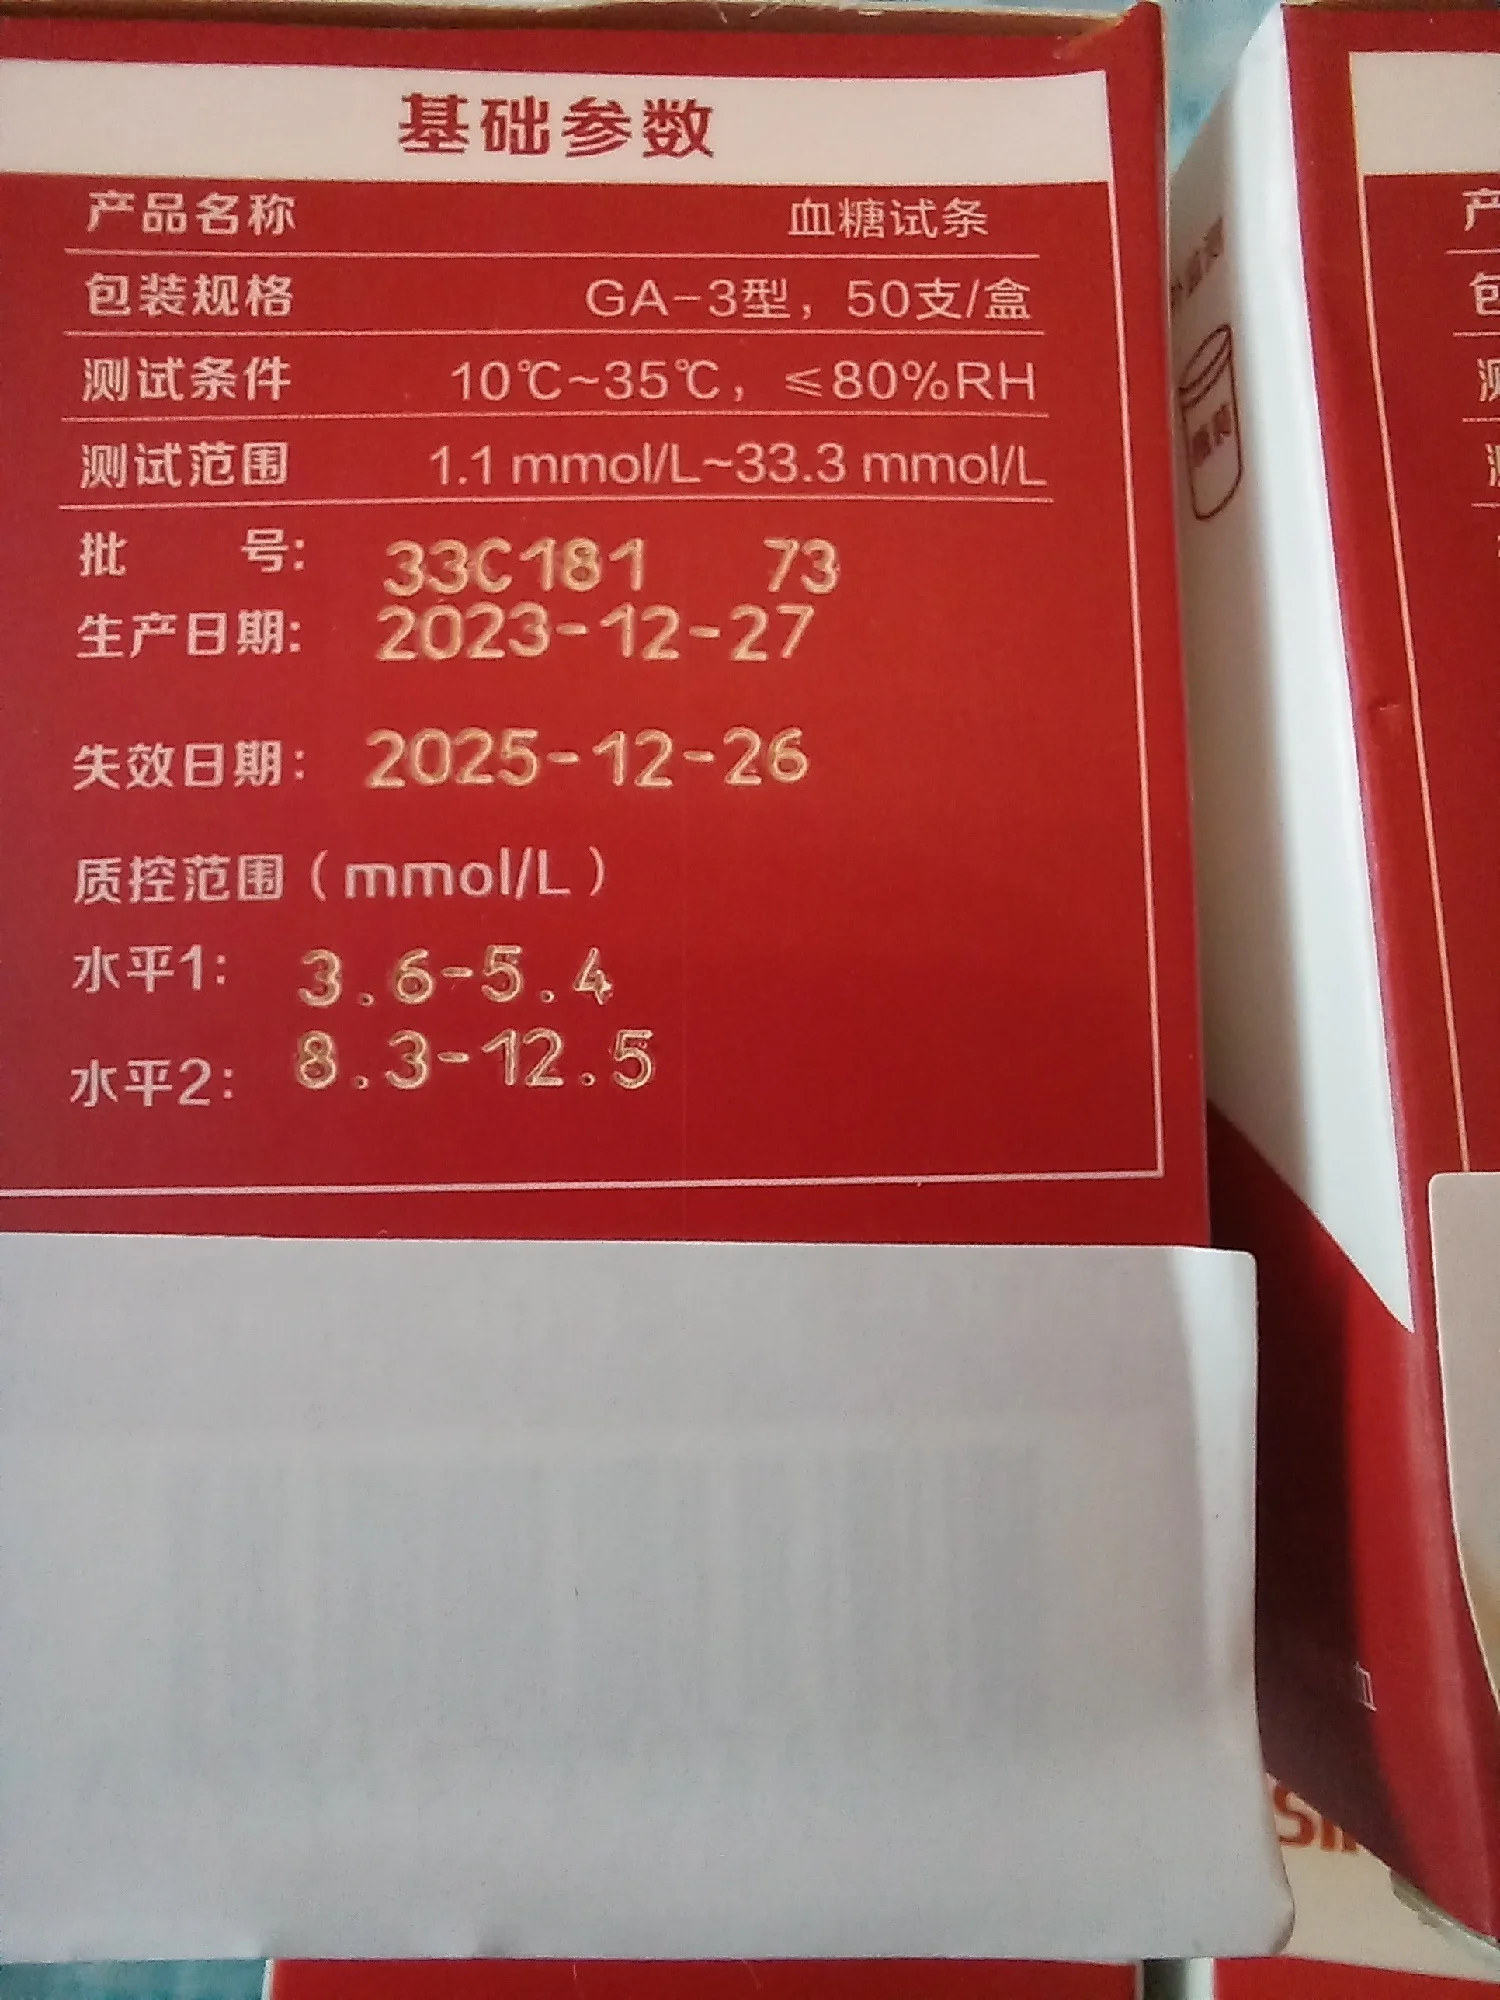 基础参数
产品名称 血糖试条
包装规格 GA-3型，50支/盒
测试条件 10℃~35℃，≤80%RH
测试范围 1.1 mmol/L~33.3 mmol/L
批 号: 33C181 73
生产日期: 2023-12-27
失效日期: 2025-12-26
质控范围（mmol/L）
水平1: 3.6-5.4
水平2: 8.3-12.5
产
包
测
测